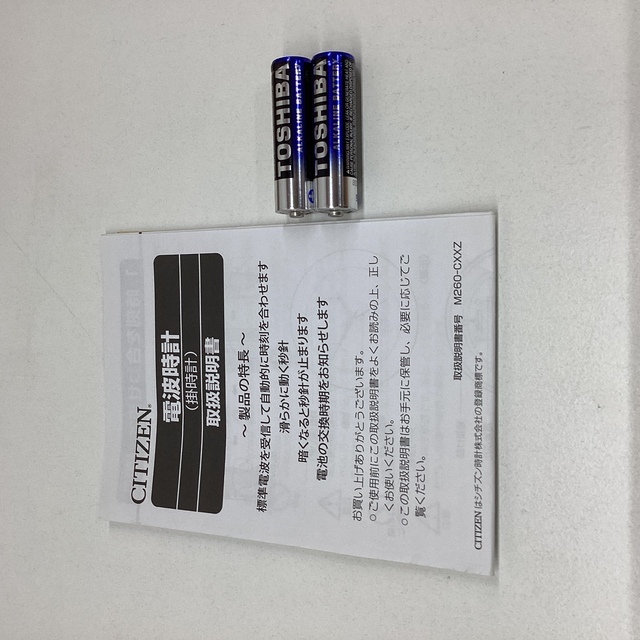 CITIZEN®
電波時計
(掛時計)
取扱説明書
～ 製品の特長 ～
標準電波を受信して自動的に時刻を合わせます
滑らかに動く秒針
暗くなると秒針が止まります
電池の交換時期をお知らせします
お買い上げありがとうございます。
○ご使用前にこの取扱説明書をよくお読みの上、正し
くお使いください。
○この取扱説明書はお手元に保管し、必要に応じてご
覧ください。
取扱説明書番号 M260-CXXZ
CITIZENはシチズン時計株式会社の登録商標です。
TOSHIBA
ALKALINE BATTERY
TOSHIBA
ALKALINE BATTERY